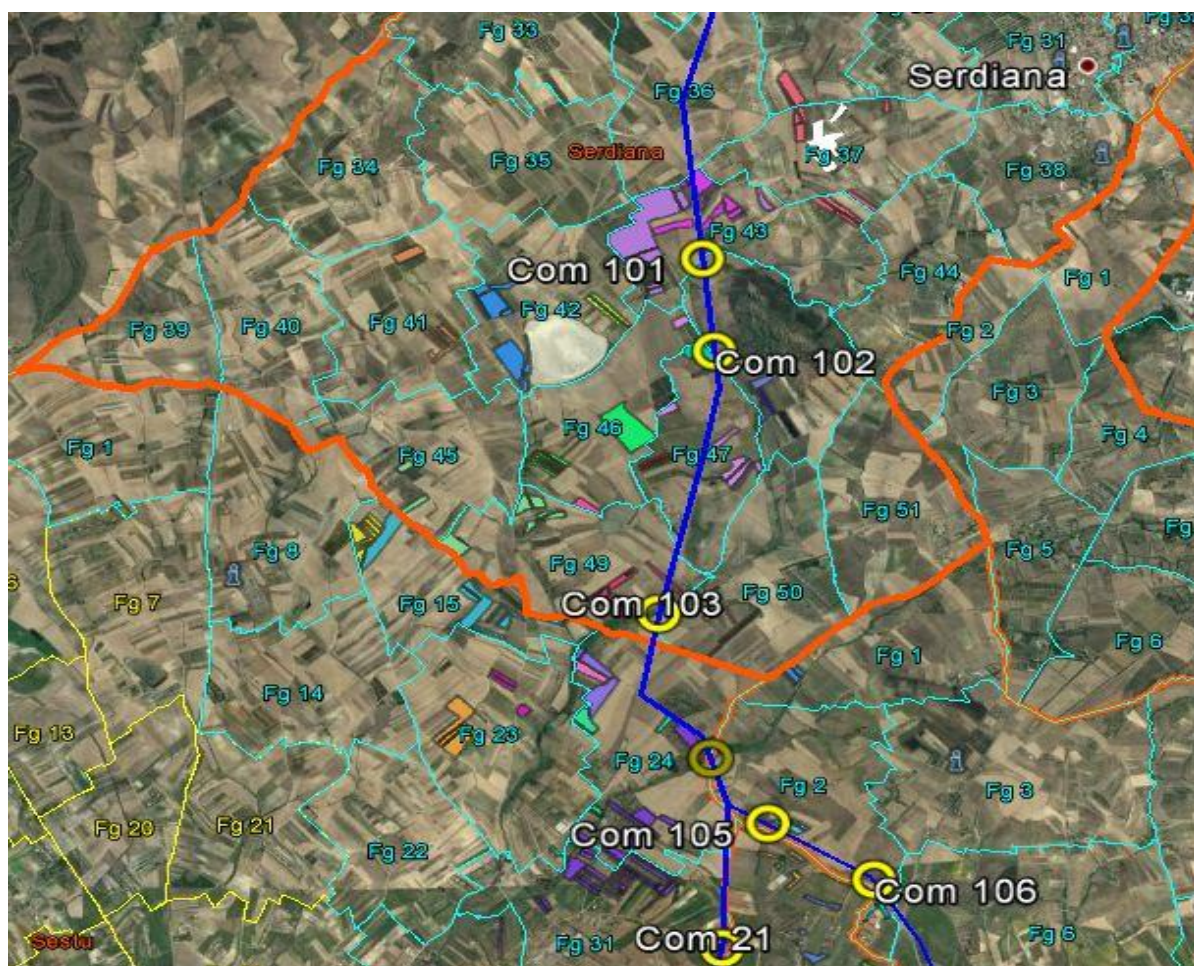 Fg 33
Fg 31
Serdiana
Fg 36
Fg 34
Fg 35
Serdiana
Fg 37
Fg 38
Fg 43
Com 101
Fg 44
Fg 1
Fg 39
Fg 40
Fg 41
Fg 42
Fg 2
Com 102
Fg 3
Fg 1
Fg 45
Fg 46
Fg 47
Fg 4
Fg 51
Fg 8
Fg 49
Fg 5
Fg 7
Fg 15
Com 103
Fg 50
Fg 1
Fg 6
Fg 14
Fg 13
Fg 23
Fg 24
Fg 2
Fg 3
Fg 20
Fg 21
Fg 22
Com 105
Com 106
Sestu
Fg 31
Com 21
Fg 6